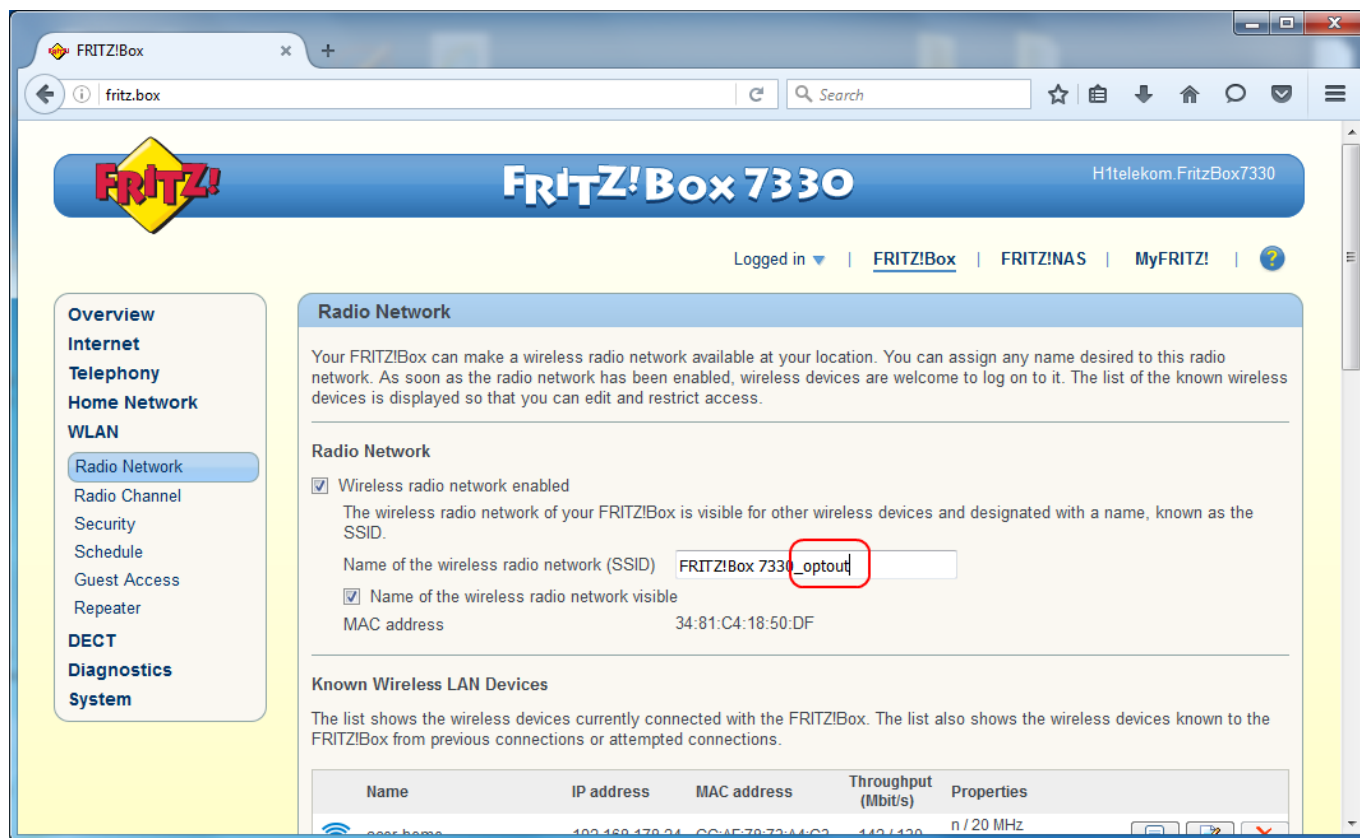 FRITZ!Box
fritz.box
Search
FRITZ!
FRITZ!Box 7330
H1telekom.FritzBox7330
Logged in | FRITZ!Box | FRITZ!NAS | MyFRITZ! | ?
Overview
Internet
Telephony
Home Network
WLAN
Radio Network
Radio Channel
Security
Schedule
Guest Access
Repeater
DECT
Diagnostics
System
Radio Network
Your FRITZ!Box can make a wireless radio network available at your location. You can assign any name desired to this radio
network. As soon as the radio network has been enabled, wireless devices are welcome to log on to it. The list of the known wireless
devices is displayed so that you can edit and restrict access.
Radio Network
Wireless radio network enabled
The wireless radio network of your FRITZ!Box is visible for other wireless devices and designated with a name, known as the
SSID.
Name of the wireless radio network (SSID) FRITZ!Box 7330_optout
Name of the wireless radio network visible
MAC address 34:81:C4:18:50:DF
Known Wireless LAN Devices
The list shows the wireless devices currently connected with the FRITZ!Box. The list also shows the wireless devices known to the
FRITZ!Box from previous connections or attempted connections.
Name IP address MAC address Throughput (Mbit/s) Properties
n / 20 MHz